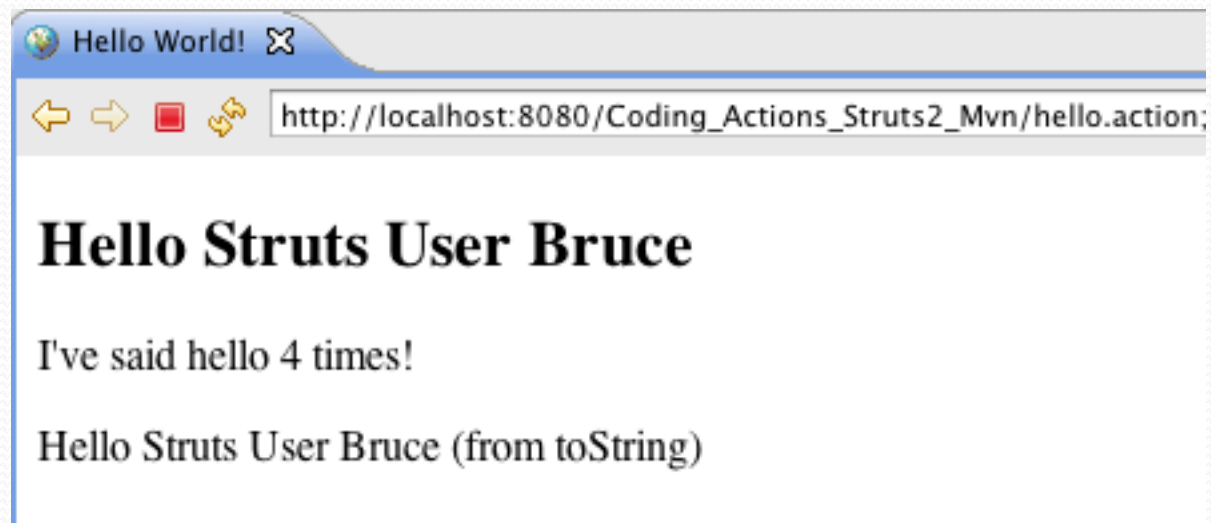 Hello World!
http://localhost:8080/Coding_Actions_Struts2_Mvn/hello.action;
Hello Struts User Bruce
I've said hello 4 times!
Hello Struts User Bruce (from toString)